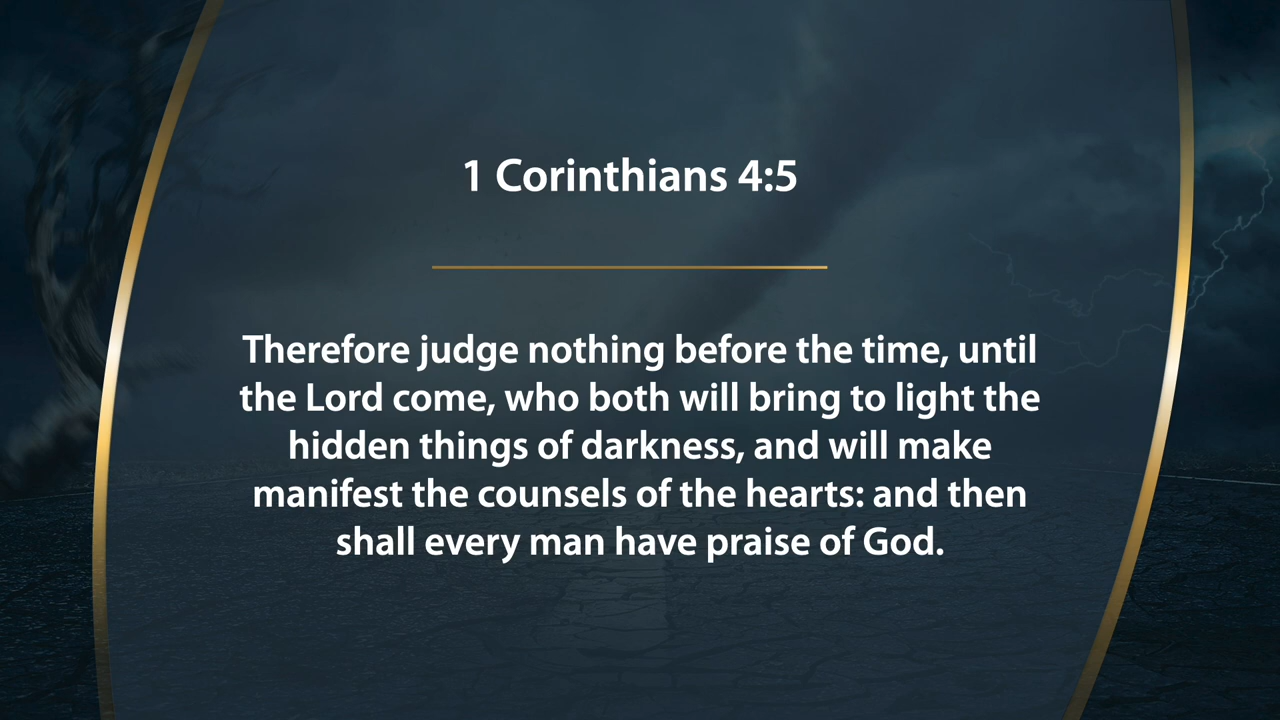 1 Corinthians 4:5
Therefore judge nothing before the time, until
the Lord come, who both will bring to light the
hidden things of darkness, and will make
manifest the counsels of the hearts: and then
shall every man have praise of God.